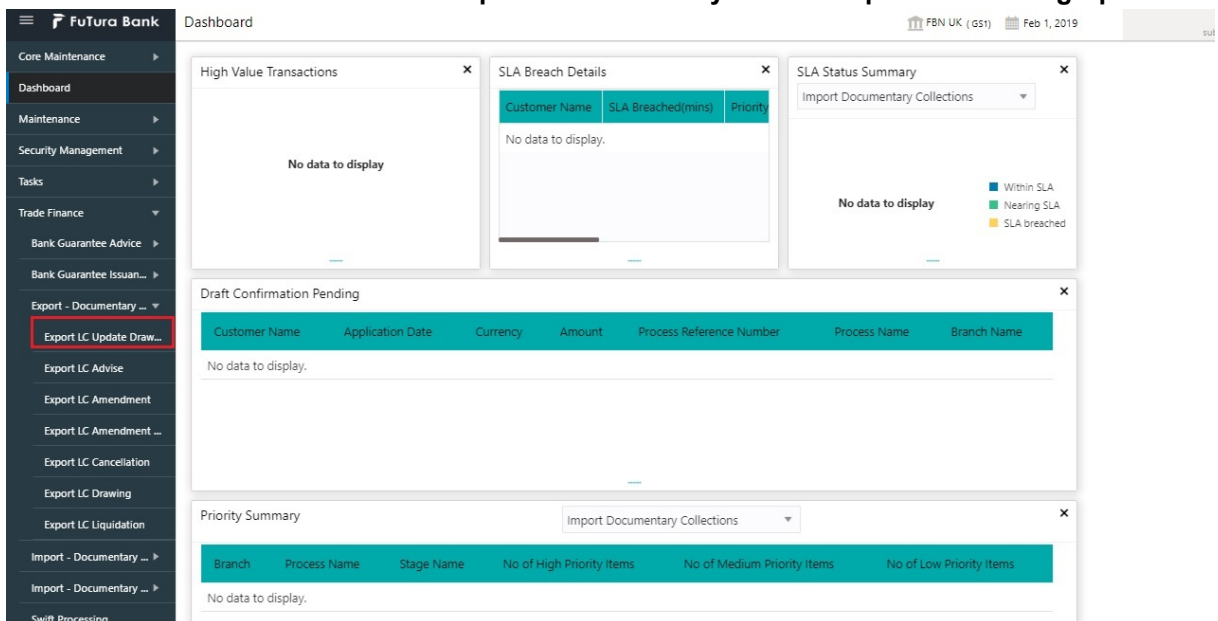 FuTura Bank
Dashboard
FBN UK (GS1)
Feb 1, 2019
Core Maintenance
Dashboard
Maintenance
Security Management
Tasks
Trade Finance
Bank Guarantee Advice
Bank Guarantee Issuan...
Export - Documentary ...
Export LC Update Draw...
Export LC Advise
Export LC Amendment
Export LC Amendment ...
Export LC Cancellation
Export LC Drawing
Export LC Liquidation
Import - Documentary ...
Import - Documentary ...
Swift Processing
High Value Transactions
No data to display
SLA Breach Details
Customer Name SLA Breached(mins) Priority
No data to display.
SLA Status Summary
Import Documentary Collections
No data to display
Within SLA
Nearing SLA
SLA breached
Draft Confirmation Pending
Customer Name Application Date Currency Amount Process Reference Number Process Name Branch Name
No data to display.
Priority Summary
Import Documentary Collections
Branch Process Name Stage Name No of High Priority Items No of Medium Priority Items No of Low Priority Items
No data to display.